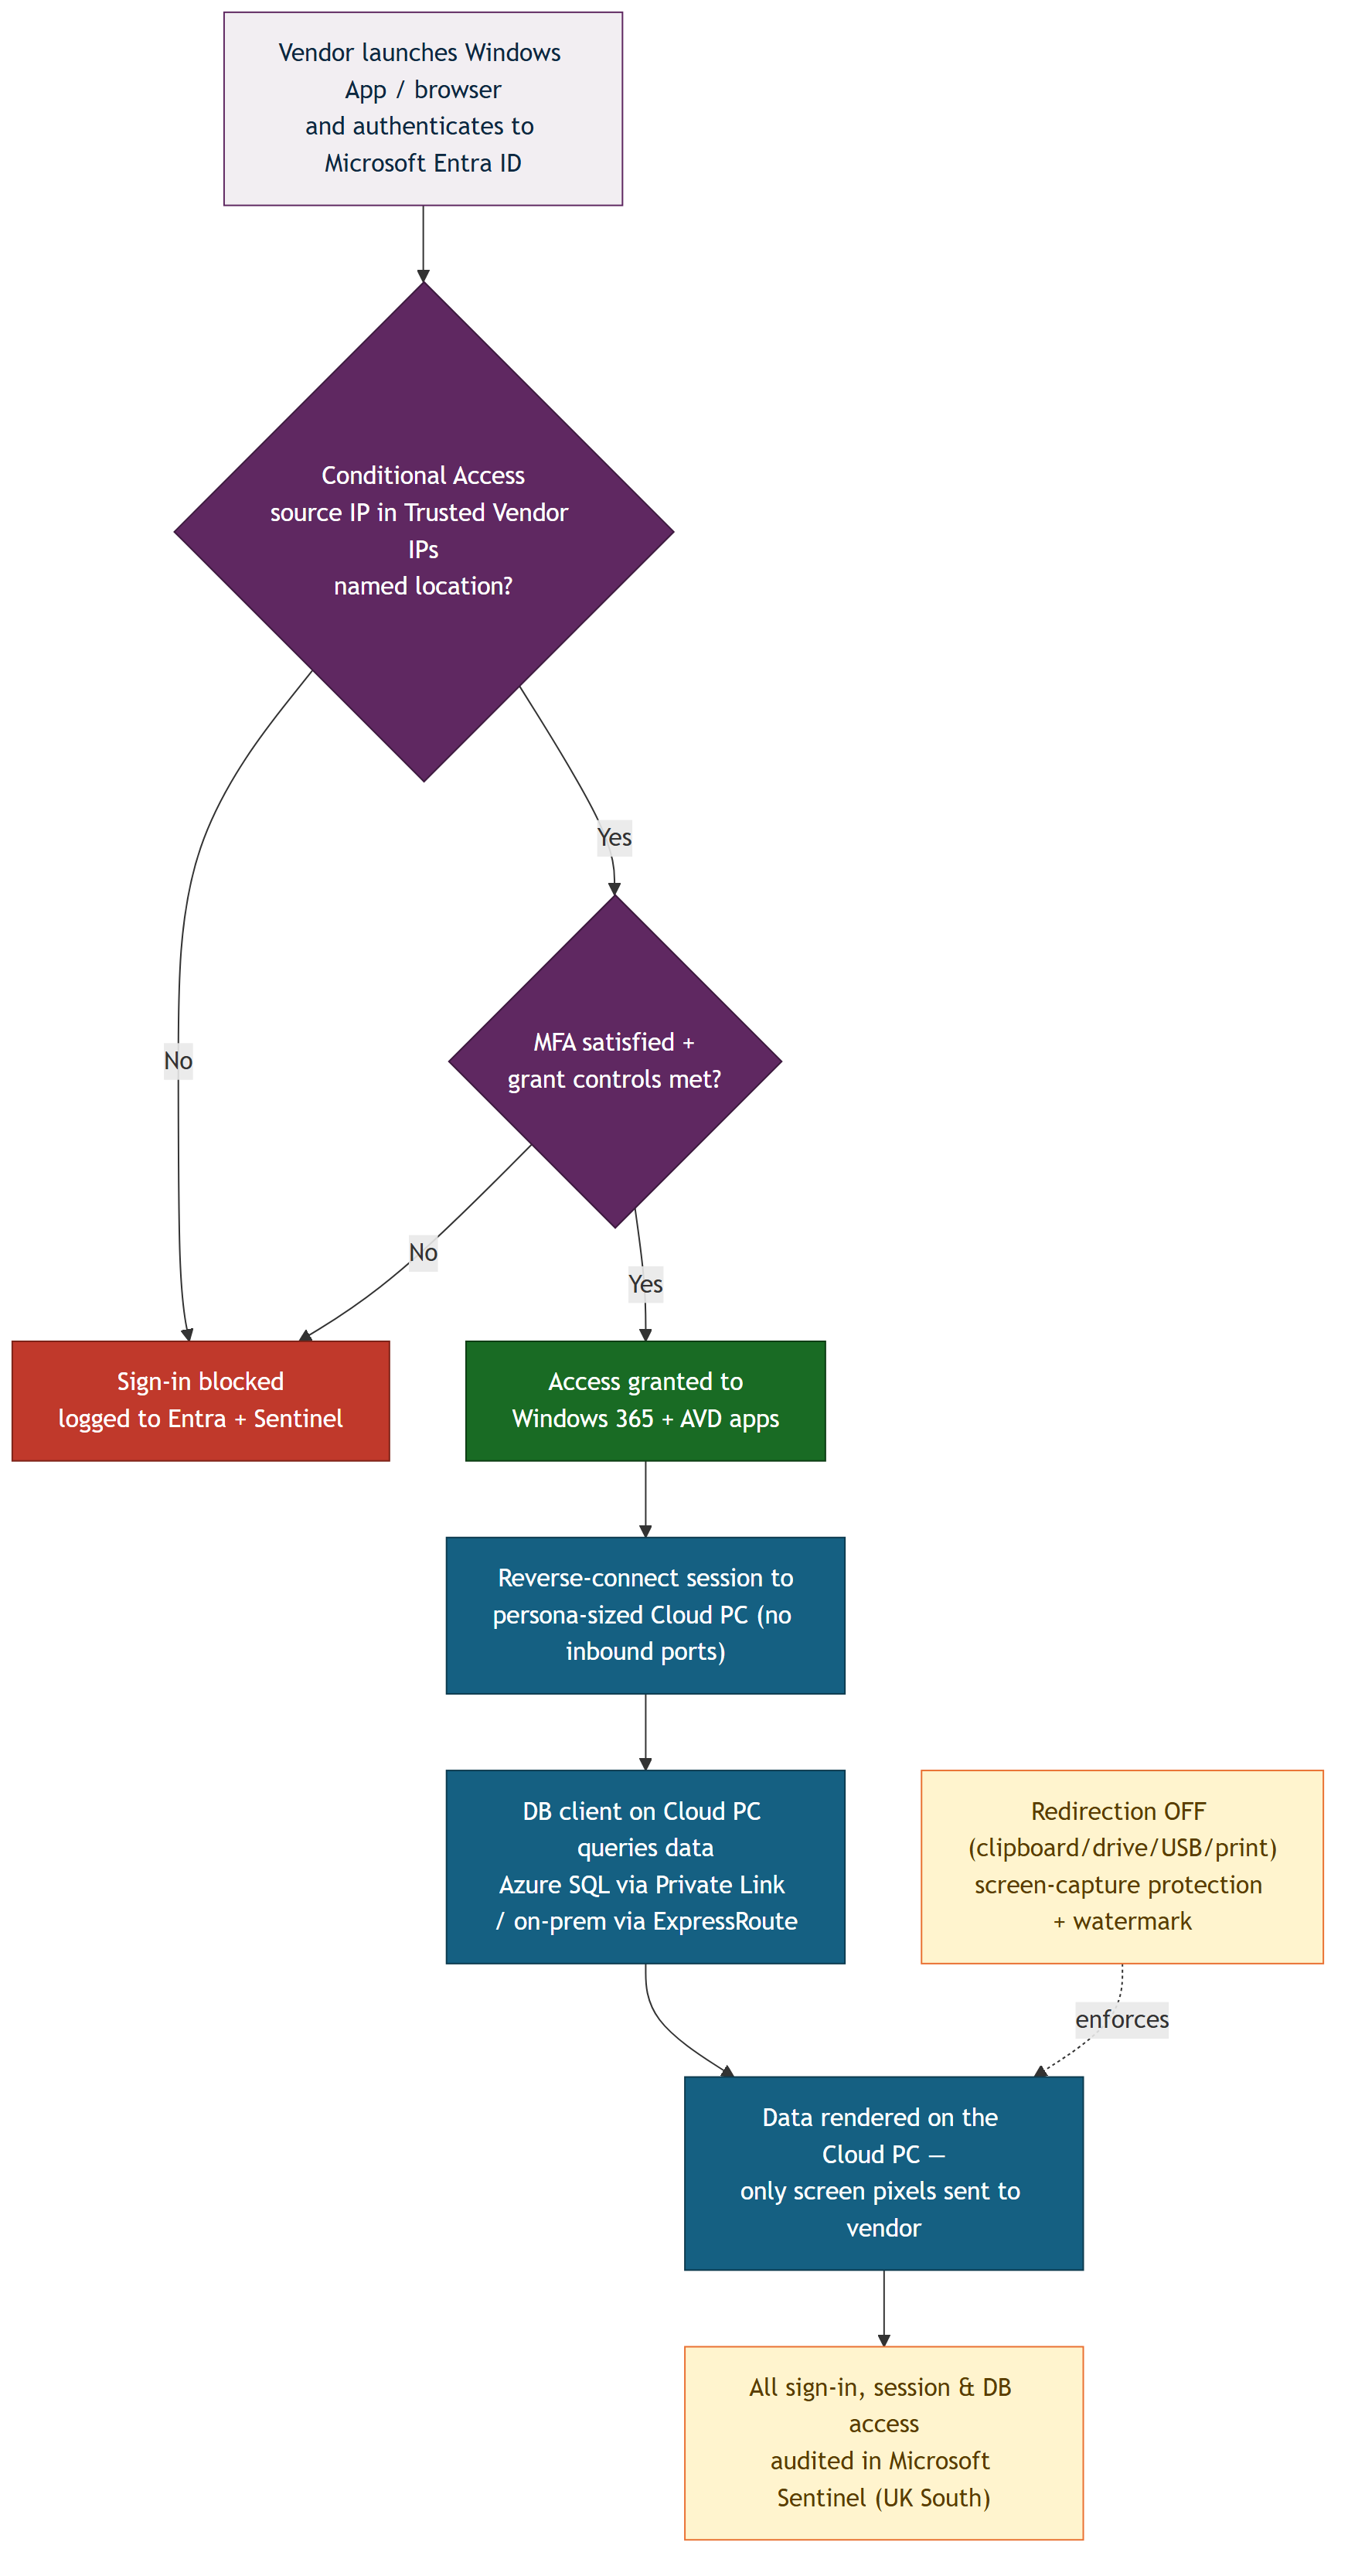 Vendor launches Windows
App / browser
and authenticates to
Microsoft Entra ID
Conditional Access
source IP in Trusted Vendor
IPs
named location?
Yes
No
MFA satisfied +
grant controls met?
No
Yes
Sign-in blocked
logged to Entra + Sentinel
Access granted to
Windows 365 + AVD apps
Reverse-connect session to
persona-sized Cloud PC (no
inbound ports)
DB client on Cloud PC
queries data
Azure SQL via Private Link
/ on-prem via ExpressRoute
Redirection OFF
(clipboard/drive/USB/print)
screen-capture protection
+ watermark
enforces
Data rendered on the
Cloud PC —
only screen pixels sent to
vendor
All sign-in, session & DB
access
audited in Microsoft
Sentinel (UK South)